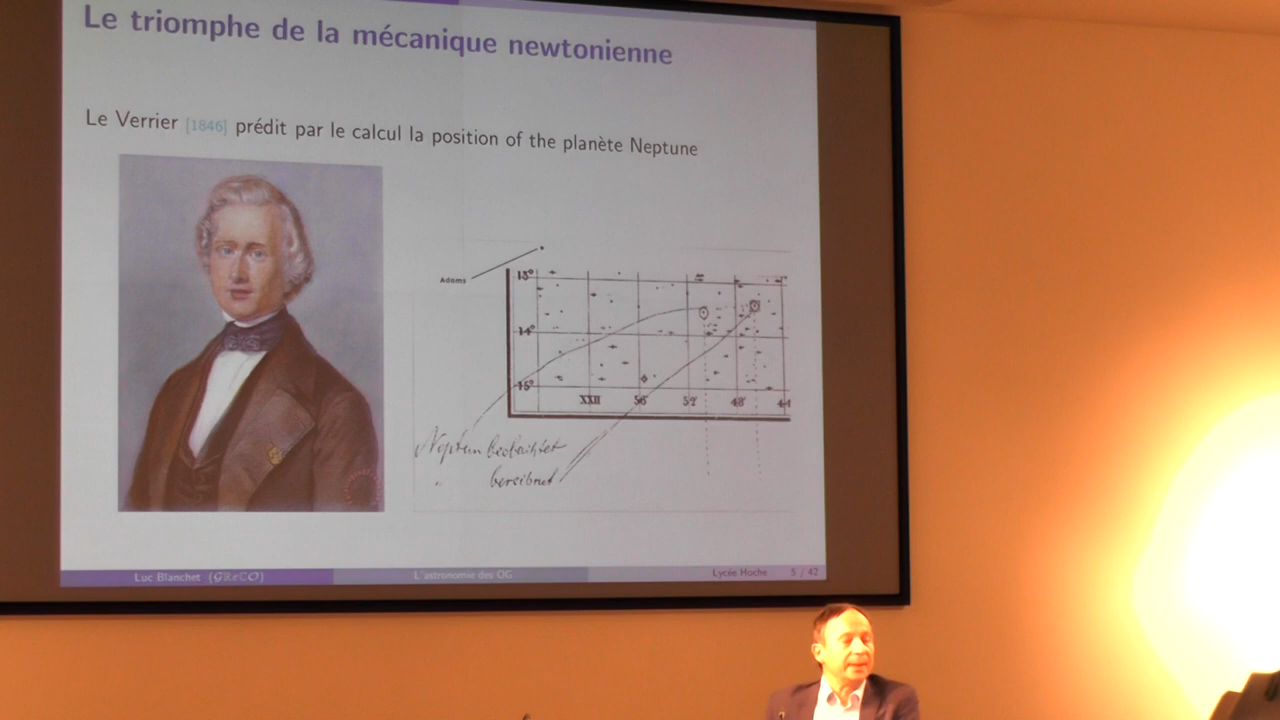 Le triomphe de la mécanique newtonienne
Le Verrier [1846] prédit par le calcul la position of the planète Neptune
Adams
13°
14°
15°
XXII 56' 52' 48' 44
Neptun beobachtet
" berechnet
Luc Blanchet (GReCO) L'astronomie des OG Lycée Hoche 5 / 42